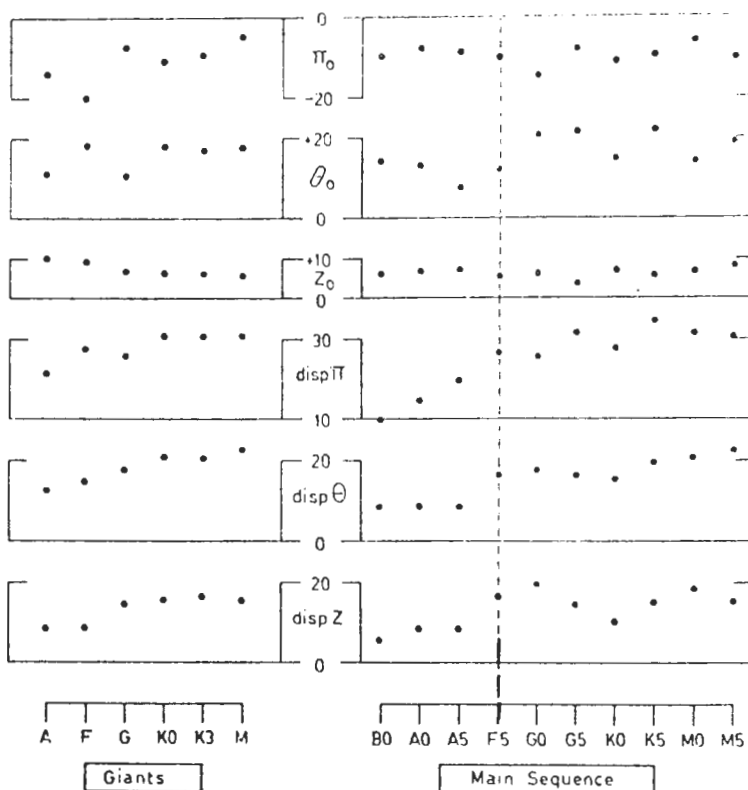 0
Π₀
-20
+20
θ₀
0
+10
Z₀
0
30
disp Π
10
20
disp θ
0
20
disp Z
0
A F G K0 K3 M
B0 A0 A5 F5 G0 G5 K0 K5 M0 M5
Giants
Main Sequence